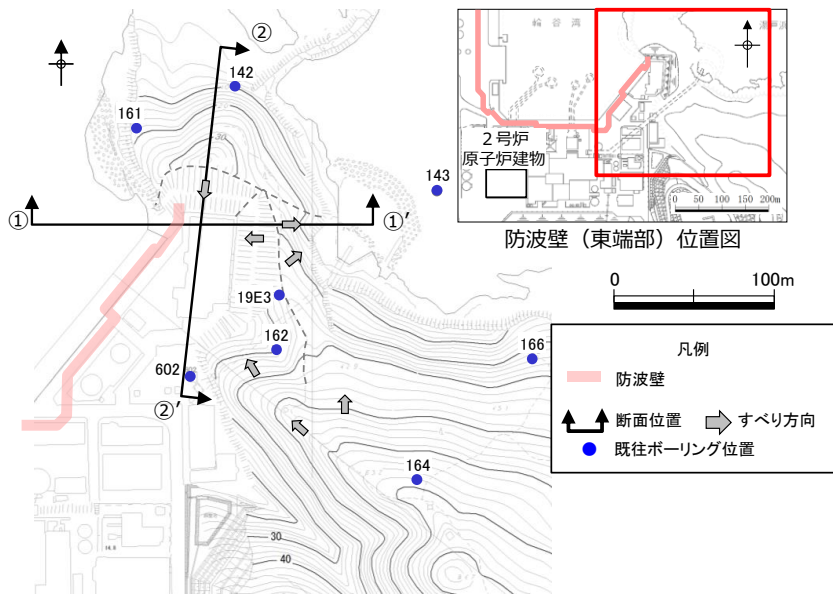 ②
142
161
①
①′
143
19E3
162
166
602
②′
164
30
40
輪谷湾
2号炉
原子炉建物
0 50 100 150 200m
防波壁（東端部）位置図
0 100m
凡例
防波壁
断面位置
すべり方向
既往ボーリング位置